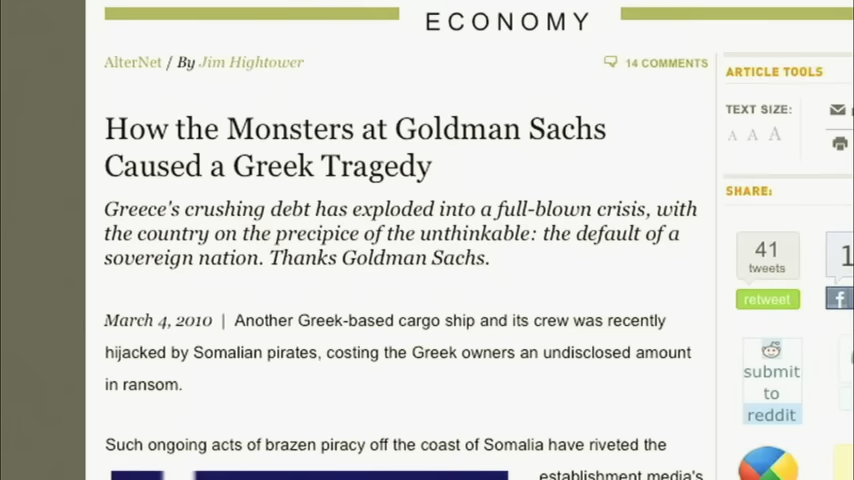 ECONOMY
AlterNet / By Jim Hightower
14 COMMENTS
How the Monsters at Goldman Sachs
Caused a Greek Tragedy
Greece's crushing debt has exploded into a full-blown crisis, with
the country on the precipice of the unthinkable: the default of a
sovereign nation. Thanks Goldman Sachs.
March 4, 2010 | Another Greek-based cargo ship and its crew was recently
hijacked by Somalian pirates, costing the Greek owners an undisclosed amount
in ransom.
Such ongoing acts of brazen piracy off the coast of Somalia have riveted the
establishment media's
ARTICLE TOOLS
TEXT SIZE:
A A A
SHARE:
41
tweets
retweet
1
f
submit
to
reddit